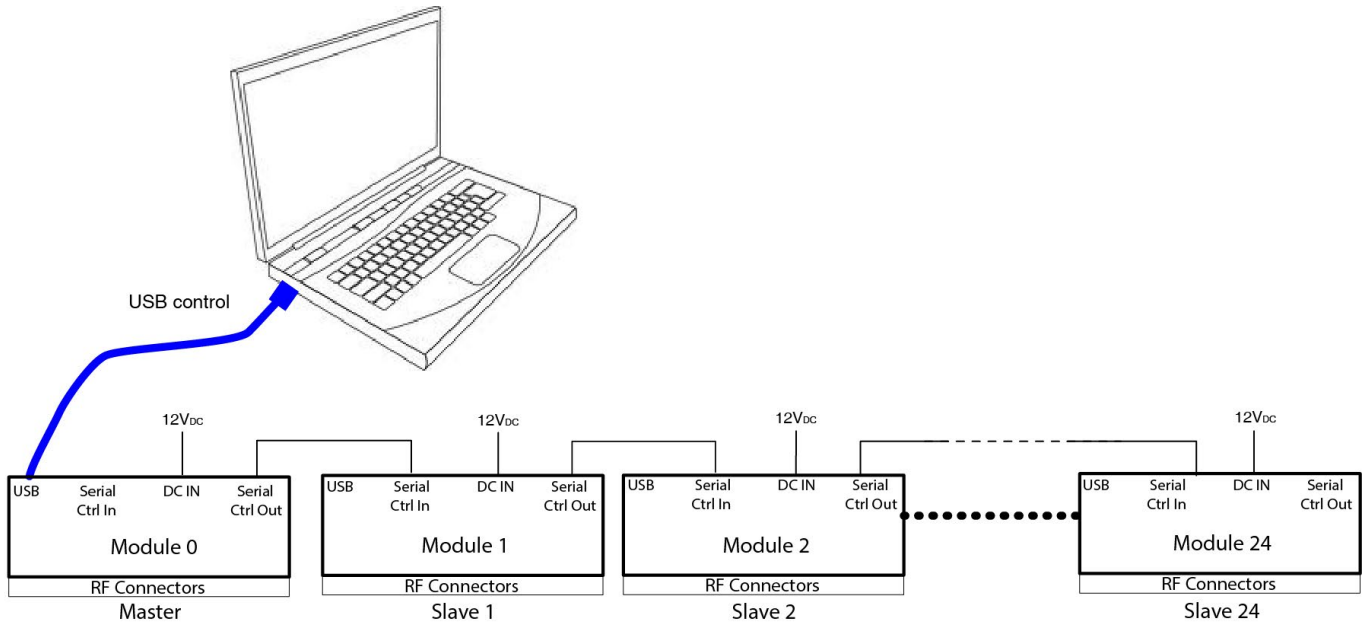 USB control
12VDC
12VDC
12VDC
12VDC
USB Serial Ctrl In DC IN Serial Ctrl Out
USB Serial Ctrl In DC IN Serial Ctrl Out
USB Serial Ctrl In DC IN Serial Ctrl Out
USB Serial Ctrl In DC IN Serial Ctrl Out
Module 0
Module 1
Module 2
Module 24
RF Connectors
RF Connectors
RF Connectors
RF Connectors
Master
Slave 1
Slave 2
Slave 24